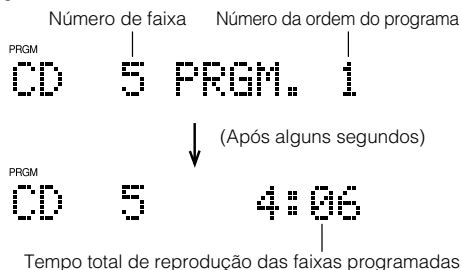 Número de faixa Número da ordem do programa
PRGM
CD 5 PRGM. 1
(Após alguns segundos)
PRGM
CD 5 4:06
Tempo total de reprodução das faixas programadas